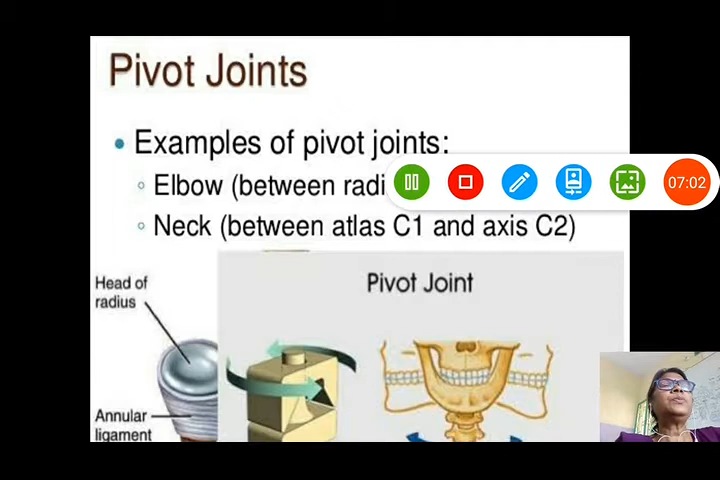 Pivot Joints
Examples of pivot joints:
Elbow (between radi
07:02
Neck (between atlas C1 and axis C2)
Pivot Joint
Head of
radius
Annular
ligament